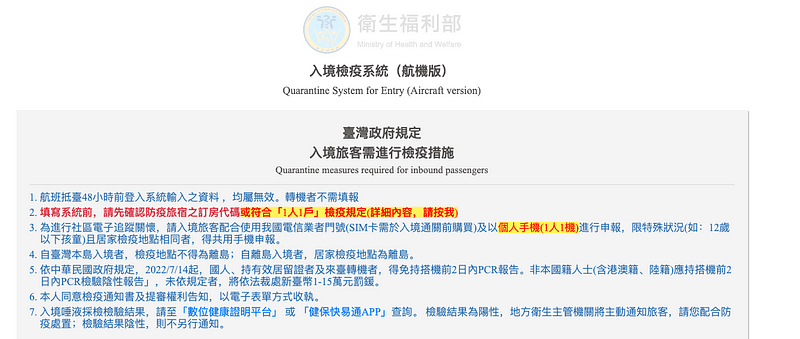 衛生福利部
Ministry of Health and Welfare
入境檢疫系統（航機版）
Quarantine System for Entry (Aircraft version)
臺灣政府規定
入境旅客需進行檢疫措施
Quarantine measures required for inbound passengers
1. 航班抵臺48小時前登入系統輸入之資料，均屬無效。轉機者不需填報
2. 填寫系統前，請先確認防疫旅宿之訂房代碼或符合「1人1戶」檢疫規定(詳細內容，請按我)
3. 為進行社區電子追蹤關懷，請入境旅客配合使用我國電信業者門號(SIM卡需於入境通關前購買)及以個人手機(1人1機)進行申報，限特殊狀況(如：12歲
以下孩童)且居家檢疫地點相同者，得共用手機申報。
4. 自臺灣本島入境者，檢疫地點不得為離島；自離島入境者，居家檢疫地點為離島。
5. 依中華民國政府規定，2022/7/14起，國人、持有效居留證者及來臺轉機者，得免持搭機前2日內PCR報告。非本國籍人士(含港澳籍、陸籍)應持搭機前2
日內PCR檢驗陰性報告」，未依規定者，將依法裁處新臺幣1-15萬元罰鍰。
6. 本人同意檢疫通知書及提審權利告知，以電子表單方式收執。
7. 入境唾液採檢檢驗結果，請至「數位健康證明平台」 或 「健保快易通APP」查詢。 檢驗結果為陽性，地方衛生主管機關將主動通知旅客，請您配合防
疫處置；檢驗結果陰性，則不另行通知。